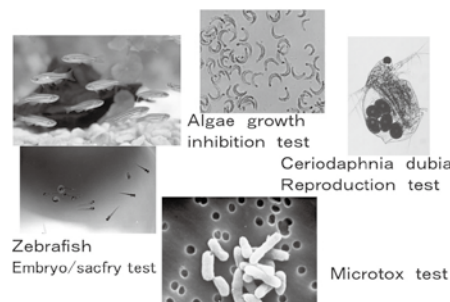 Algae growth
inhibition test
Ceriodaphnia dubia
Reproduction test
Zebrafish
Embryo/sacfry test
Microtox test